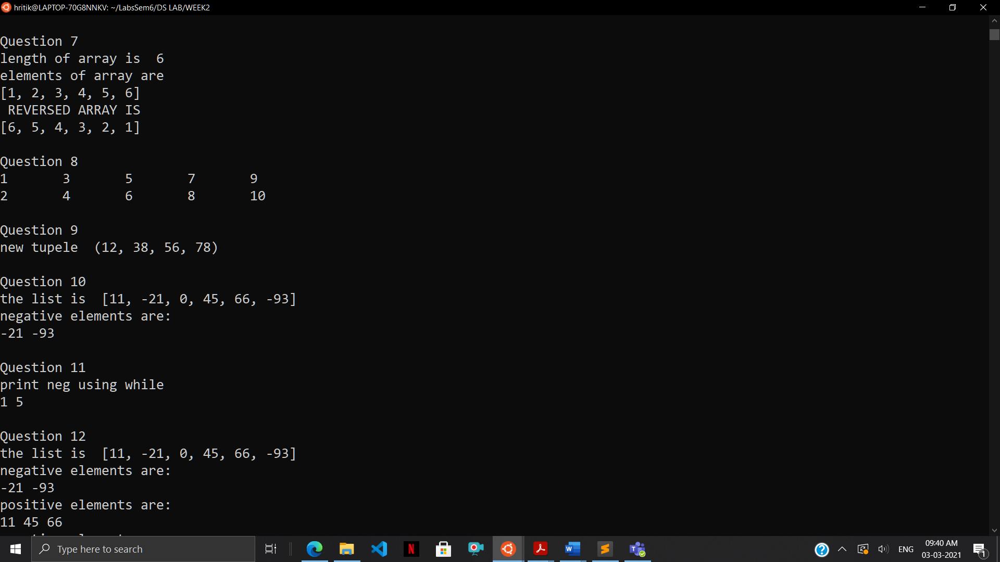 hritik@LAPTOP-70G8NNKV: ~/LabsSem6/DS LAB/WEEK2
Question 7
length of array is  6
elements of array are
[1, 2, 3, 4, 5, 6]
 REVERSED ARRAY IS
[6, 5, 4, 3, 2, 1]
Question 8
1       3       5       7       9
2       4       6       8       10
Question 9
new tupele  (12, 38, 56, 78)
Question 10
the list is  [11, -21, 0, 45, 66, -93]
negative elements are:
-21 -93
Question 11
print neg using while
1 5
Question 12
the list is  [11, -21, 0, 45, 66, -93]
negative elements are:
-21 -93
positive elements are:
11 45 66
Type here to search
ENG
09:40 AM
03-03-2021
1